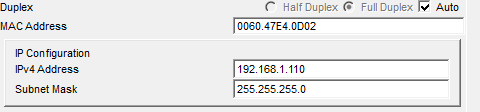 Duplex Half Duplex Full Duplex Auto
MAC Address 0060.47E4.0D02
IP Configuration
IPv4 Address 192.168.1.110
Subnet Mask 255.255.255.0